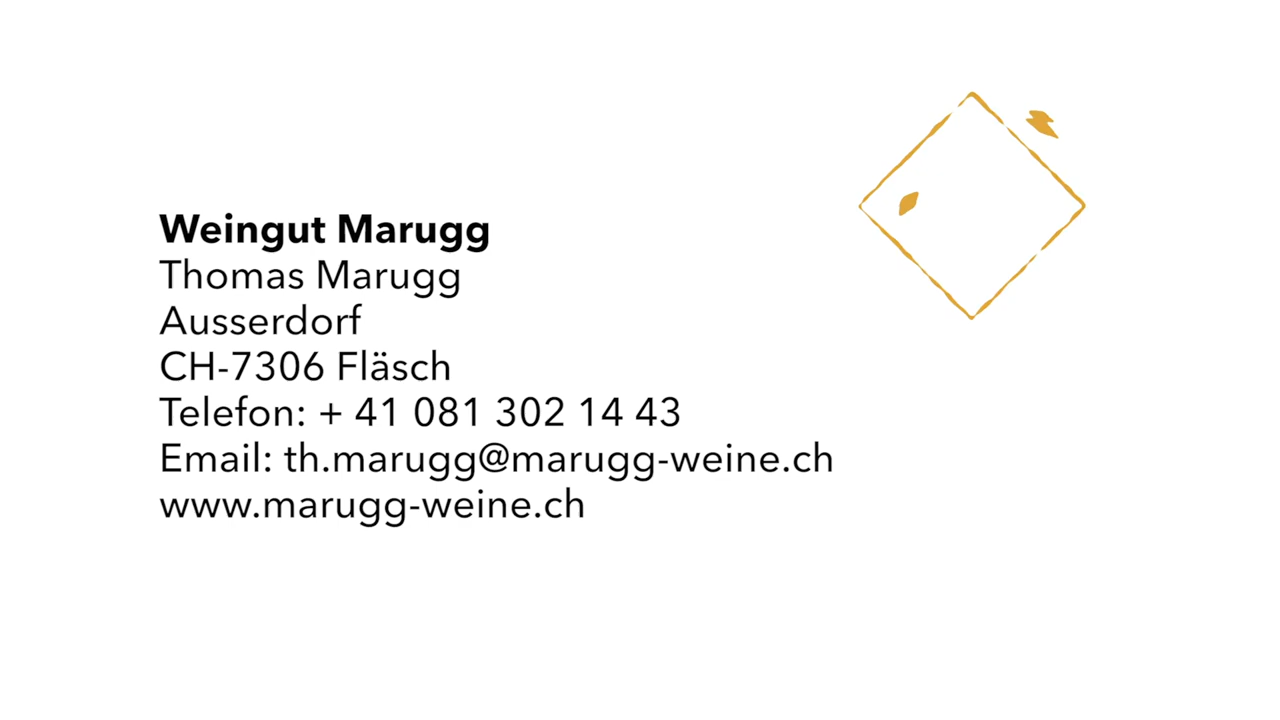 Weingut Marugg
Thomas Marugg
Ausserdorf
CH-7306 Fläsch
Telefon: + 41 081 302 14 43
Email: th.marugg@marugg-weine.ch
www.marugg-weine.ch